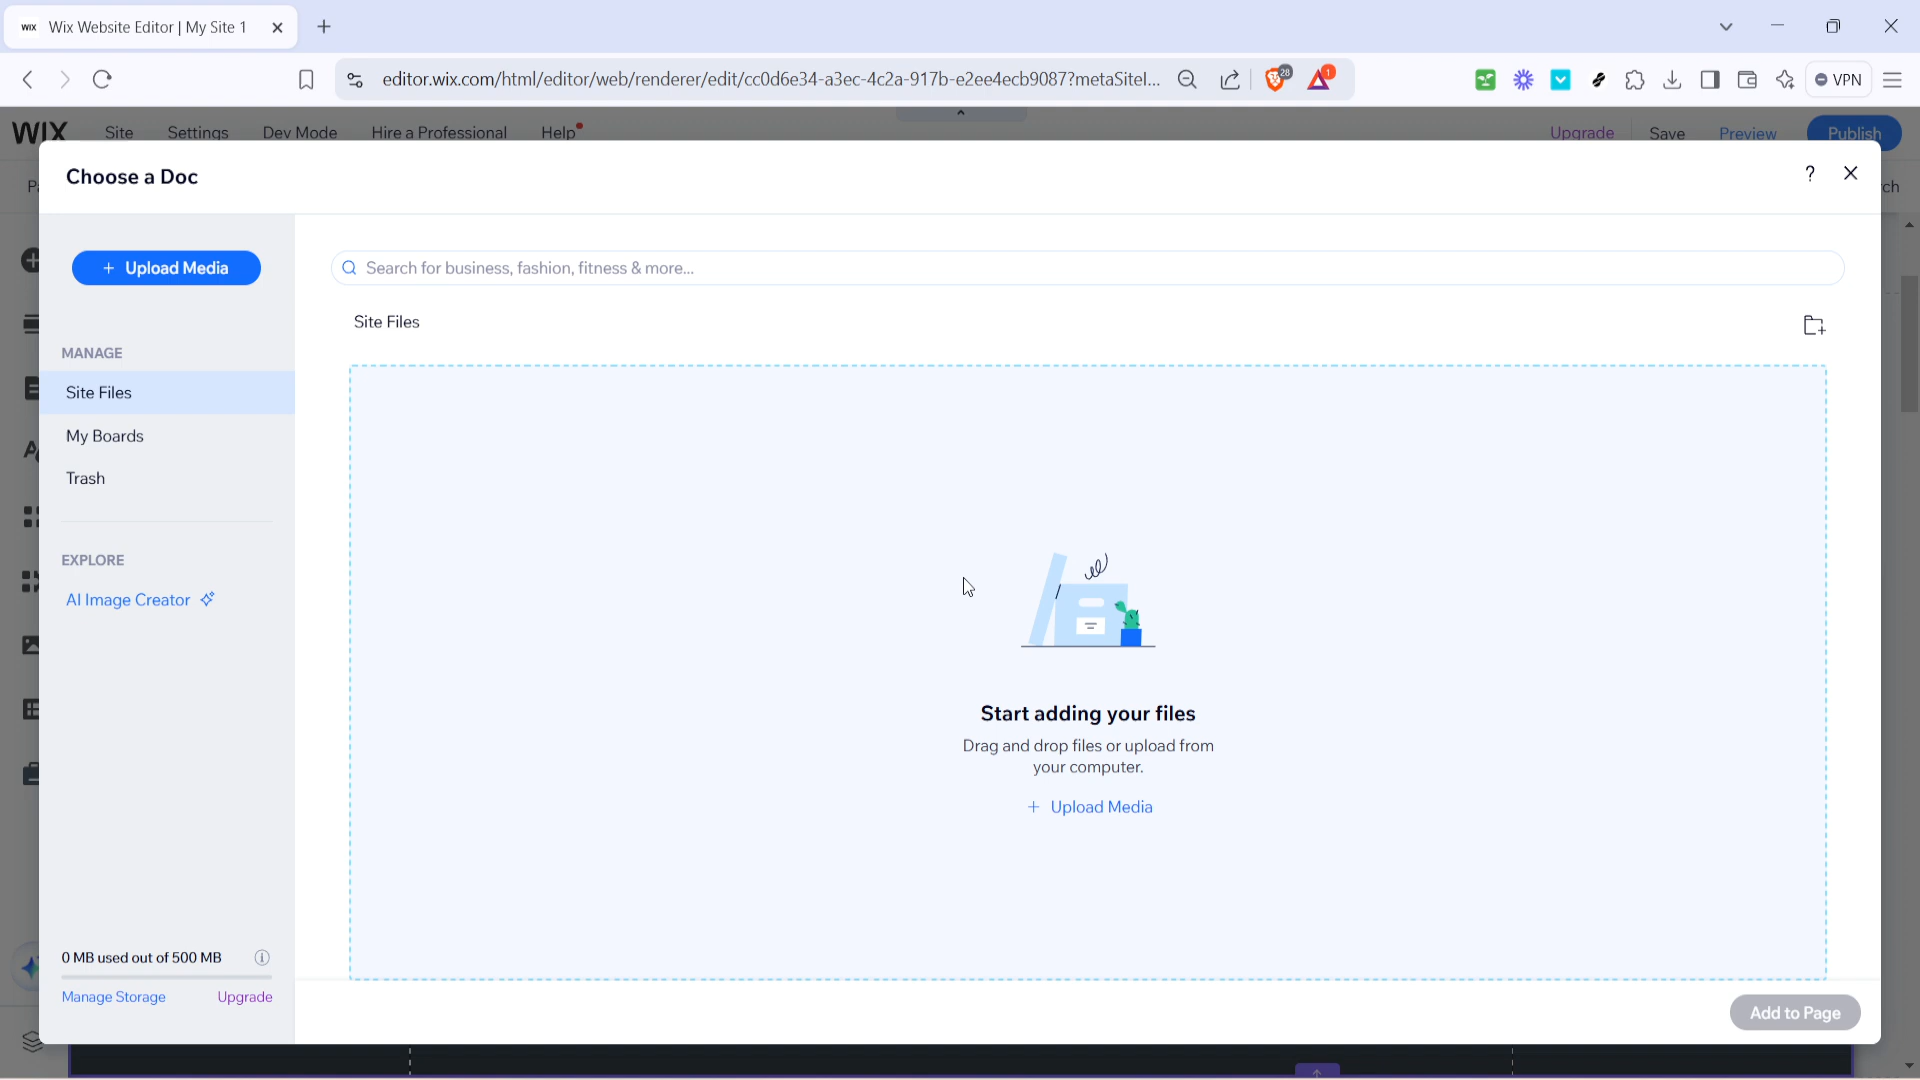 WIX Wix Website Editor | My Site 1
editor.wix.com/html/editor/web/renderer/edit/cc0d6e34-a3ec-4c2a-917b-e2ee4ecb9087?metaSiteI...
28
1
VPN
WIX Site Settings Dev Mode Hire a Professional Help Upgrade Save Preview Publish
Choose a Doc
?
+ Upload Media
Search for business, fashion, fitness & more...
Site Files
MANAGE
Site Files
My Boards
Trash
EXPLORE
AI Image Creator
Start adding your files
Drag and drop files or upload from
your computer.
+ Upload Media
0 MB used out of 500 MB
Manage Storage Upgrade
Add to Page